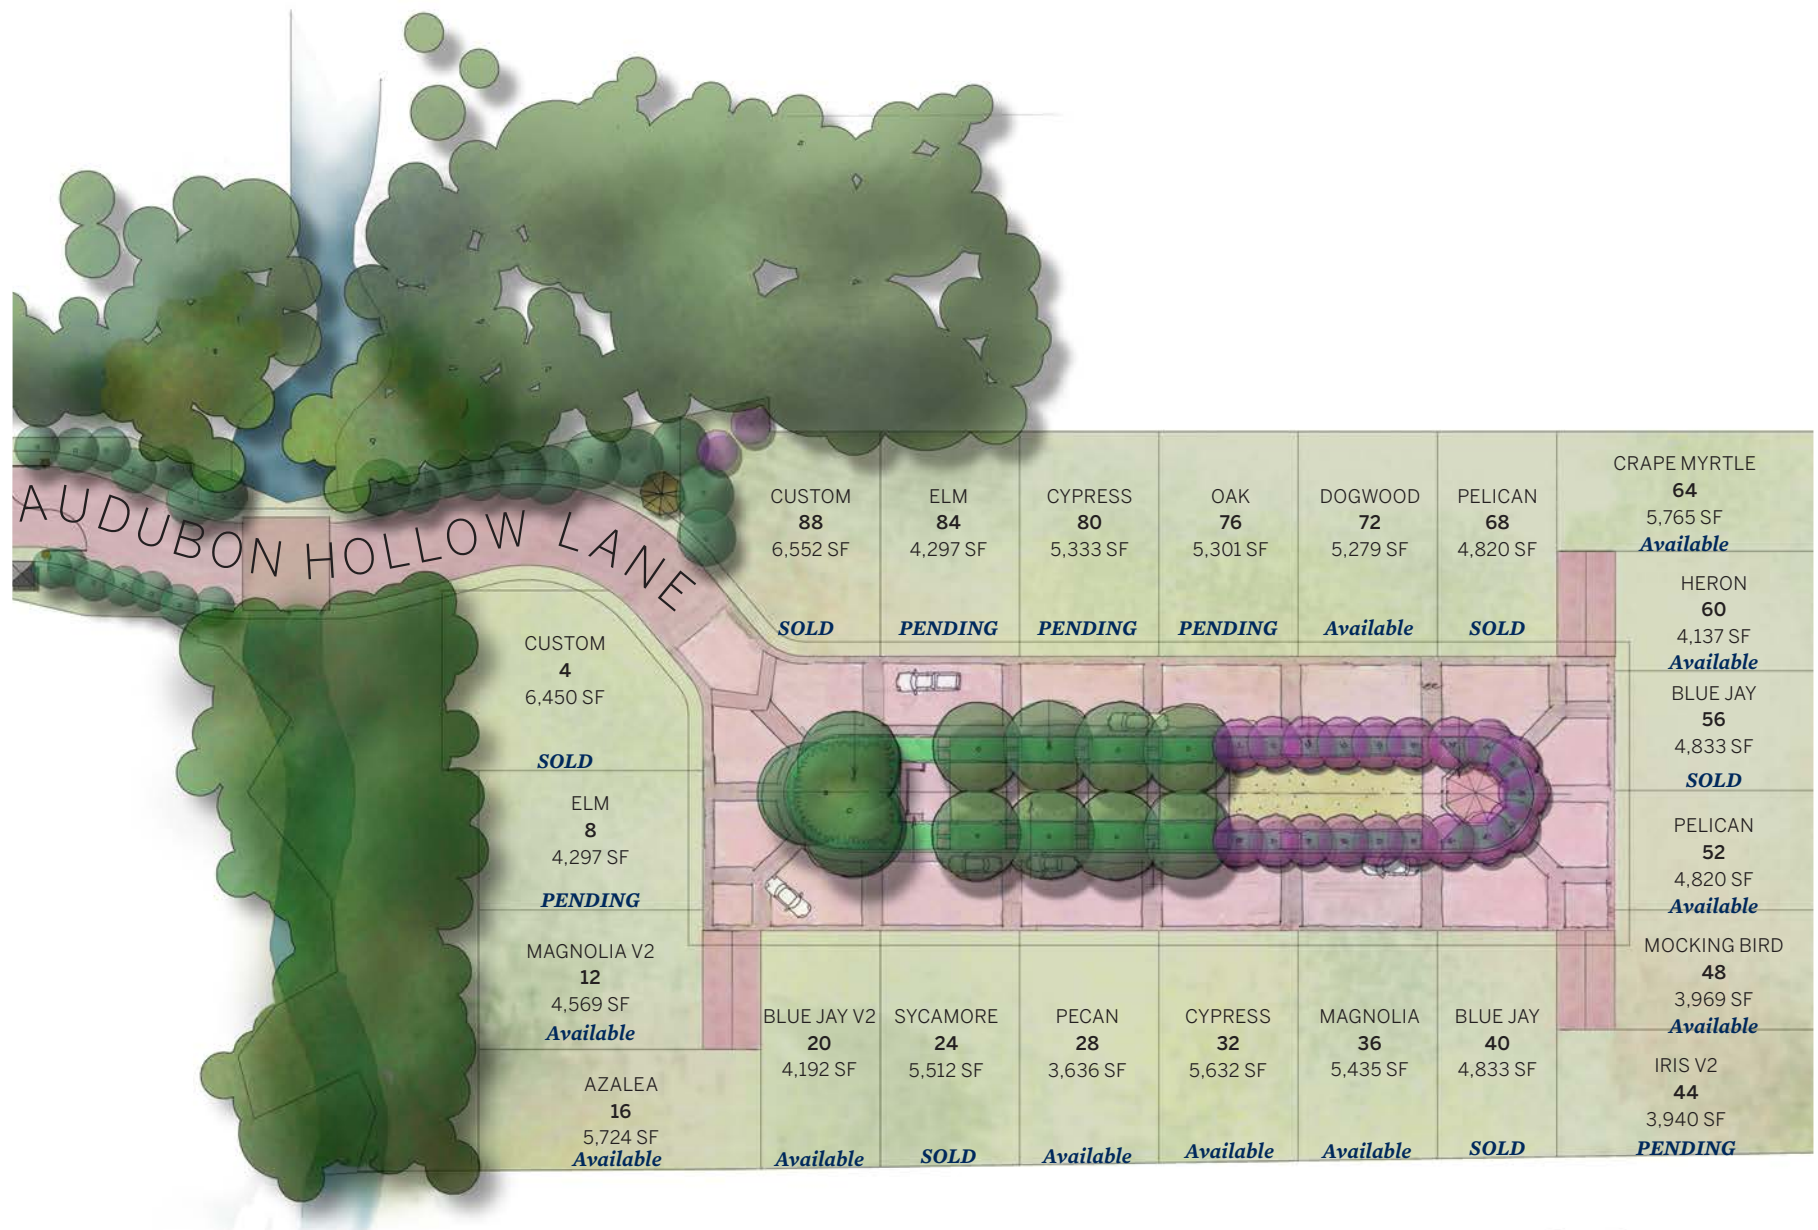 AUDUBON HOLLOW LANE
CUSTOM
88
6,552 SF
SOLD
ELM
84
4,297 SF
PENDING
CYPRESS
80
5,333 SF
PENDING
OAK
76
5,301 SF
PENDING
DOGWOOD
72
5,279 SF
Available
PELICAN
68
4,820 SF
SOLD
CRAPE MYRTLE
64
5,765 SF
Available
HERON
60
4,137 SF
Available
BLUE JAY
56
4,833 SF
SOLD
PELICAN
52
4,820 SF
Available
MOCKING BIRD
48
3,969 SF
Available
IRIS V2
44
3,940 SF
PENDING
CUSTOM
4
6,450 SF
SOLD
ELM
8
4,297 SF
PENDING
MAGNOLIA V2
12
4,569 SF
Available
AZALEA
16
5,724 SF
Available
BLUE JAY V2
20
4,192 SF
Available
SYCAMORE
24
5,512 SF
SOLD
PECAN
28
3,636 SF
Available
CYPRESS
32
5,632 SF
Available
MAGNOLIA
36
5,435 SF
Available
BLUE JAY
40
4,833 SF
SOLD